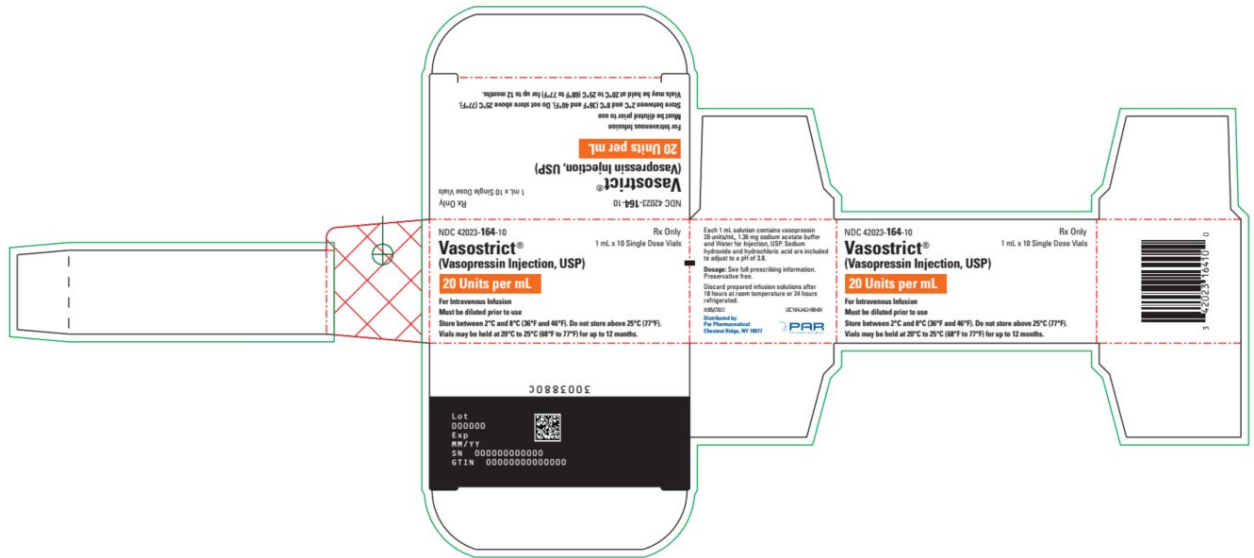 Vials may be held at 20°C to 25°C (68°F to 77°F) for up to 12 months.
Store between 2°C and 8°C (36°F and 46°F). Do not store above 25°C (77°F).
Must be diluted prior to use
For Intravenous Infusion
20 Units per mL
(Vasopressin Injection, USP)
Vasostrict®
1 mL x 10 Single Dose Vials
NDC 42023-164-10
Rx Only
NDC 42023-164-10
Rx Only
Vasostrict®
1 mL x 10 Single Dose Vials
(Vasopressin Injection, USP)
20 Units per mL
For Intravenous Infusion
Must be diluted prior to use
Store between 2°C and 8°C (36°F and 46°F). Do not store above 25°C (77°F).
Vials may be held at 20°C to 25°C (68°F to 77°F) for up to 12 months.
3003880C
Lot
000000
Exp
MM/YY
SN 000000000000
GTIN 00000000000000
Each 1 mL solution contains vasopressin
20 units/mL, 1.36 mg sodium acetate buffer
and Water for Injection, USP. Sodium
hydroxide and hydrochloric acid are included
to adjust to a pH of 3.8.
Dosage: See full prescribing information.
Preservative free.
Discard prepared infusion solutions after
18 hours at room temperature or 24 hours
refrigerated.
Distributed by:
Par Pharmaceutical
Chestnut Ridge, NY 10977
PAR
NDC 42023-164-10
Rx Only
Vasostrict®
1 mL x 10 Single Dose Vials
(Vasopressin Injection, USP)
20 Units per mL
For Intravenous Infusion
Must be diluted prior to use
Store between 2°C and 8°C (36°F and 46°F). Do not store above 25°C (77°F).
Vials may be held at 20°C to 25°C (68°F to 77°F) for up to 12 months.
3 42023 16410 0